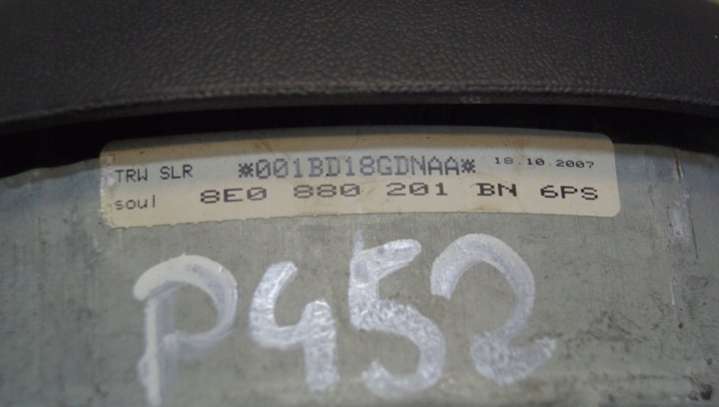 TRW SLR *001BD18GDNAA* 18.10.2007
soul 8E0 880 201 BN 6PS
P452